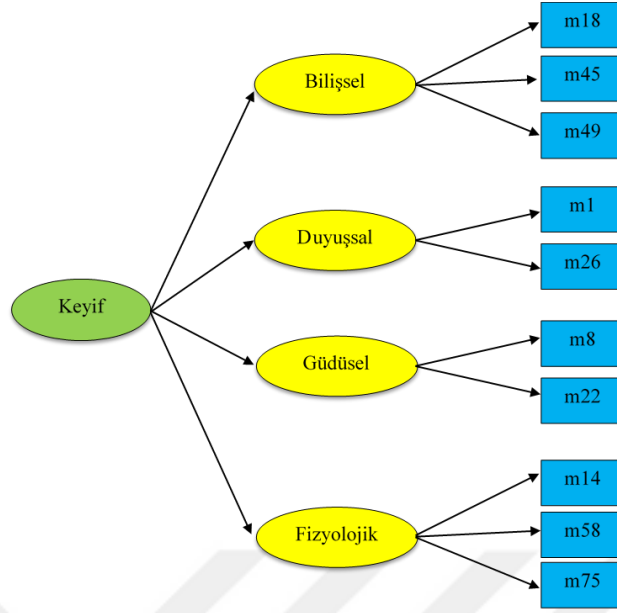 Keyif
Bilişsel
m18
m45
m49
Duyuşsal
m1
m26
Güdüsel
m8
m22
Fizyolojik
m14
m58
m75